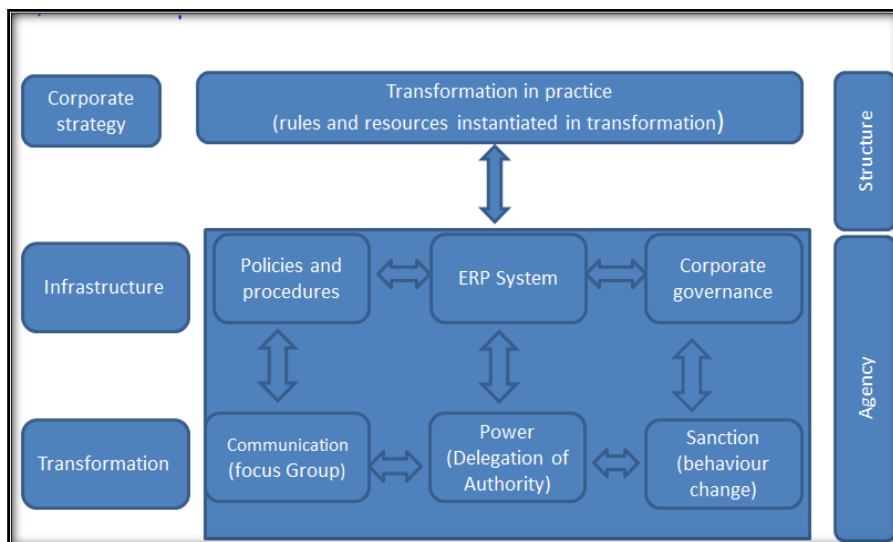 Corporate
strategy
Transformation in practice
(rules and resources instantiated in transformation)
Structure
Infrastructure
Policies and
procedures
ERP System
Corporate
governance
Agency
Transformation
Communication
(focus Group)
Power
(Delegation of
Authority)
Sanction
(behaviour
change)